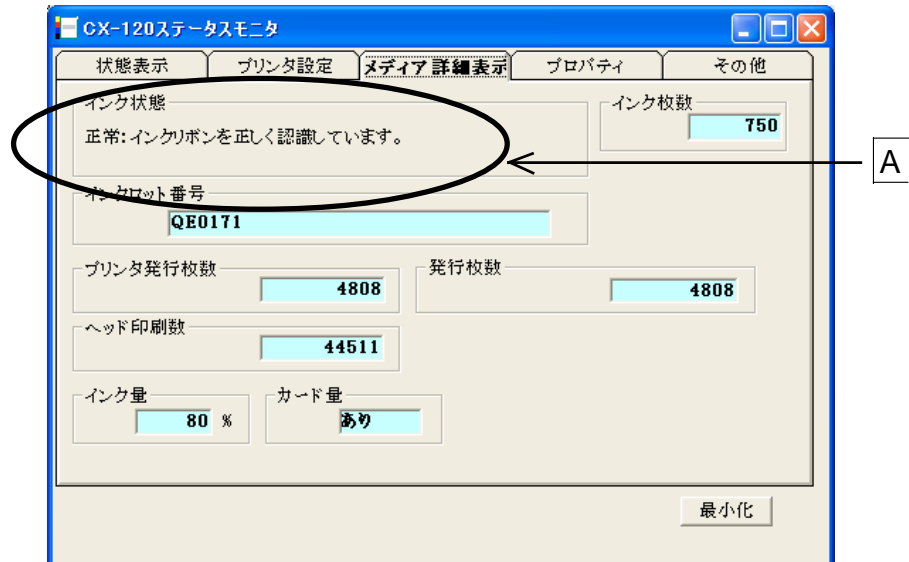 CX-120ステータスモニタ
状態表示 プリンタ設定 メディア詳細表示 プロパティ その他
インク状態 インク枚数
正常:インクリボンを正しく認識しています。 750
A
インクロット番号
QE0171
プリンタ発行枚数 発行枚数
4808 4808
ヘッド印刷数
44511
インク量 カード量
80 % あり
最小化